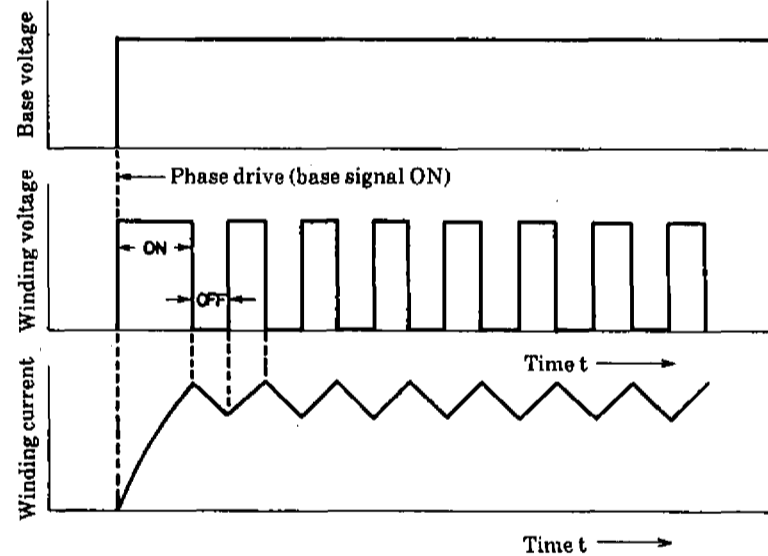 Base voltage
Phase drive (base signal ON)
Winding voltage
ON
OFF
Time t
Winding current
Time t